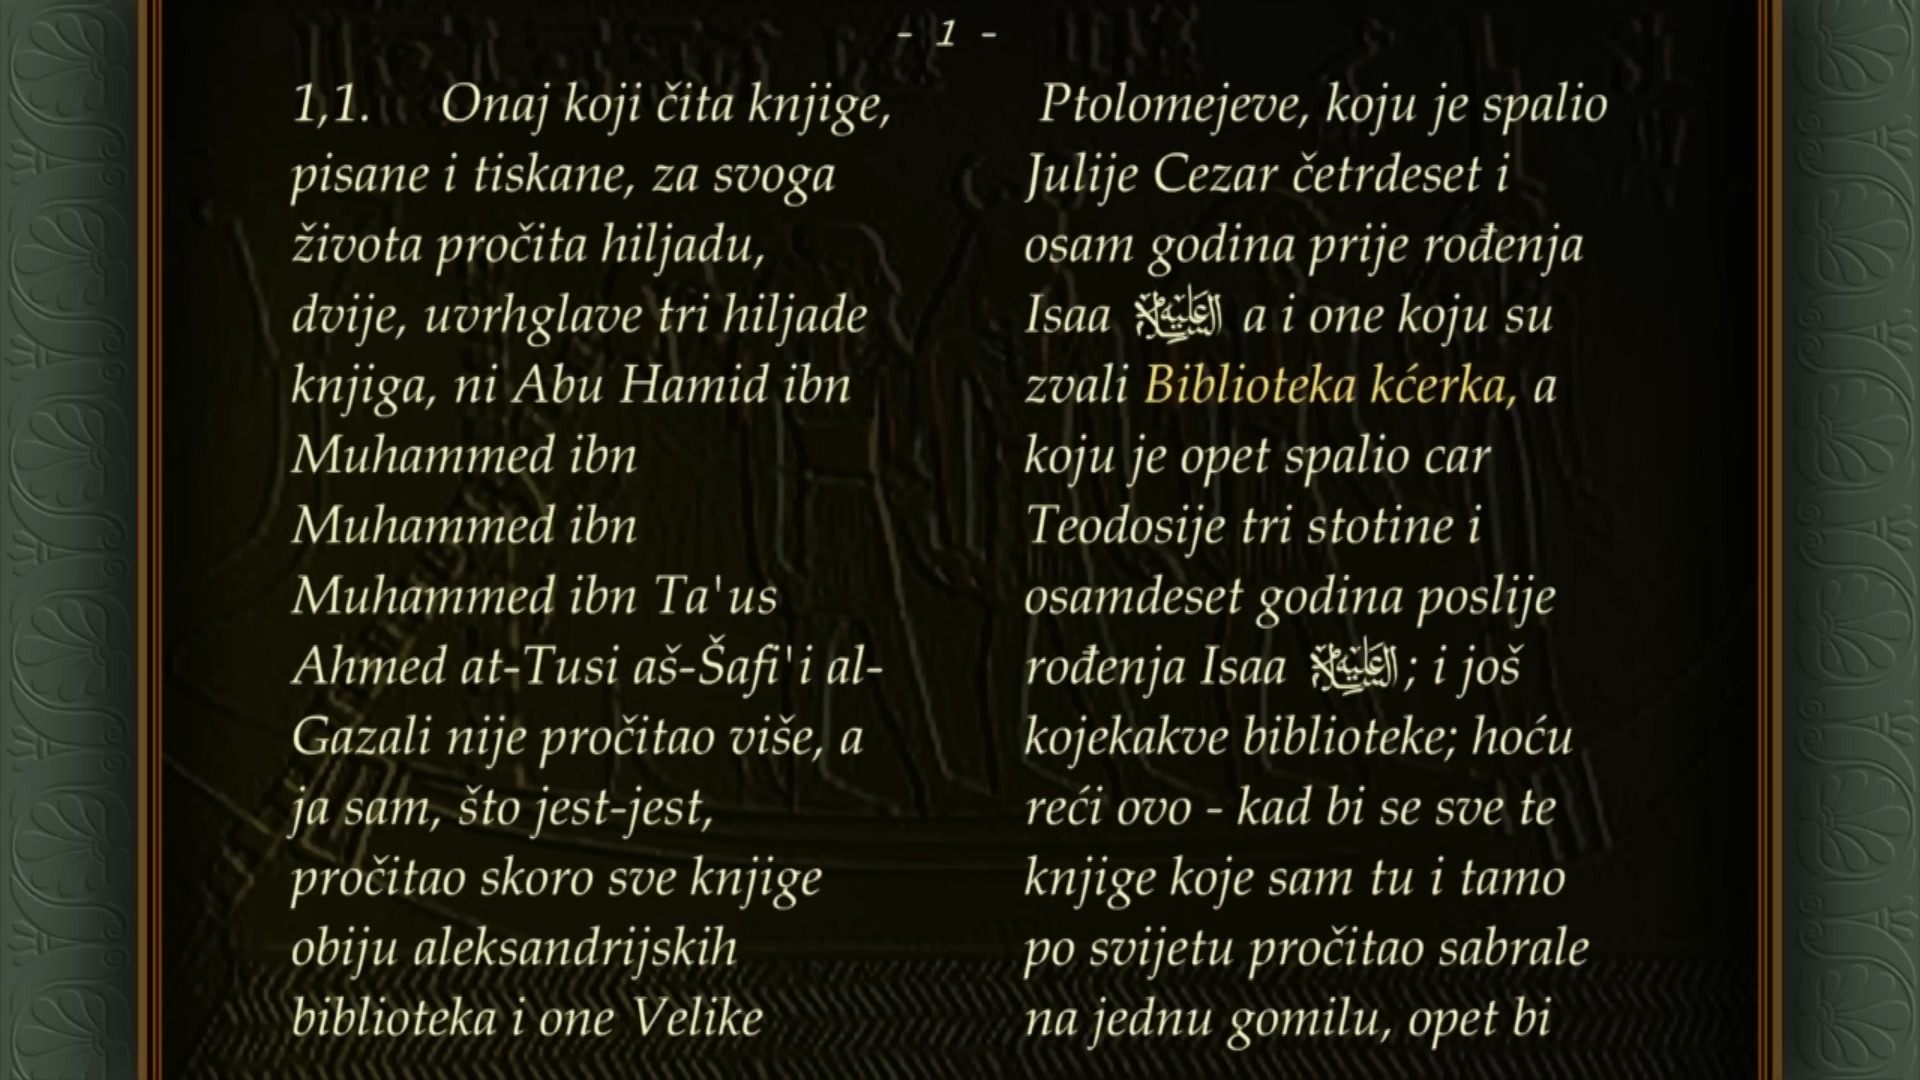 - 1 -
1,1. Onaj koji čita knjige,
pisane i tiskane, za svoga
života pročita hiljadu,
dvije, uvrhglave tri hiljade
knjiga, ni Abu Hamid ibn
Muhammed ibn
Muhammed ibn
Muhammed ibn Ta'us
Ahmed at-Tusi aš-Šafi'i al-
Gazali nije pročitao više, a
ja sam, što jest-jest,
pročitao skoro sve knjige
obiju aleksandrijskih
biblioteka i one Velike
Ptolomejeve, koju je spalio
Julije Cezar četrdeset i
osam godina prije rođenja
Isaa عليه السلام a i one koju su
zvali Biblioteka kćerka, a
koju je opet spalio car
Teodosije tri stotine i
osamdeset godina poslije
rođenja Isaa عليه السلام; i još
kojekakve biblioteke; hoću
reći ovo - kad bi se sve te
knjige koje sam tu i tamo
po svijetu pročitao sabrale
na jednu gomilu, opet bi